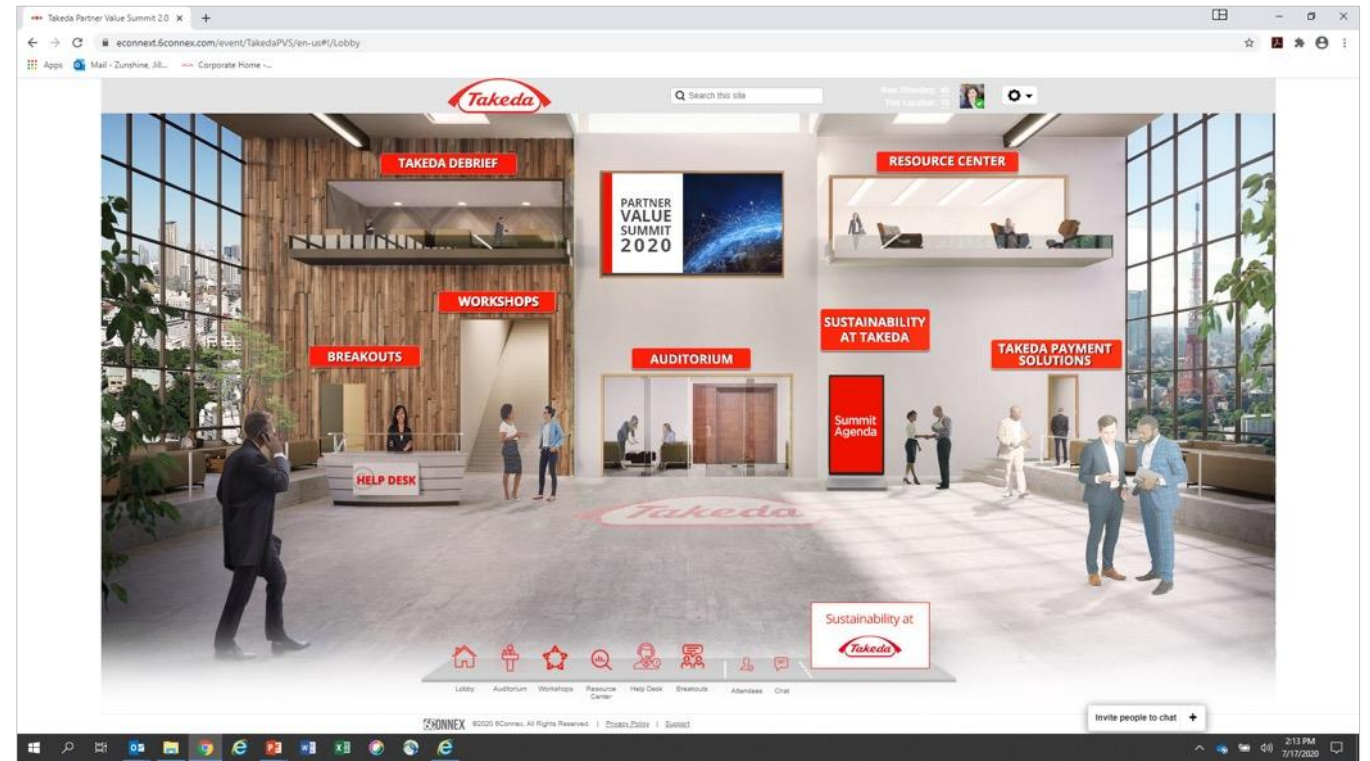 Takeda Partner Value Summit 2.0
econnext.6connex.com/event/TakedaPVS/en-us#!/Lobby
Apps
Mail - Zunshine, Jill...
Corporate Home -...
Takeda
Search this site
Now Attending: 
This Location: 
TAKEDA DEBRIEF
RESOURCE CENTER
PARTNER
VALUE
SUMMIT
2020
WORKSHOPS
SUSTAINABILITY
AT TAKEDA
BREAKOUTS
AUDITORIUM
TAKEDA PAYMENT
SOLUTIONS
Summit
Agenda
HELP DESK
Takeda
Sustainability at
Takeda
Lobby Auditorium Workshops Resource Help Desk Breakouts Attendees Chat
Center
6CONNEX ©2020 6Connex, All Rights Reserved | Privacy Policy | Support
Invite people to chat +
2:13 PM
7/17/2020